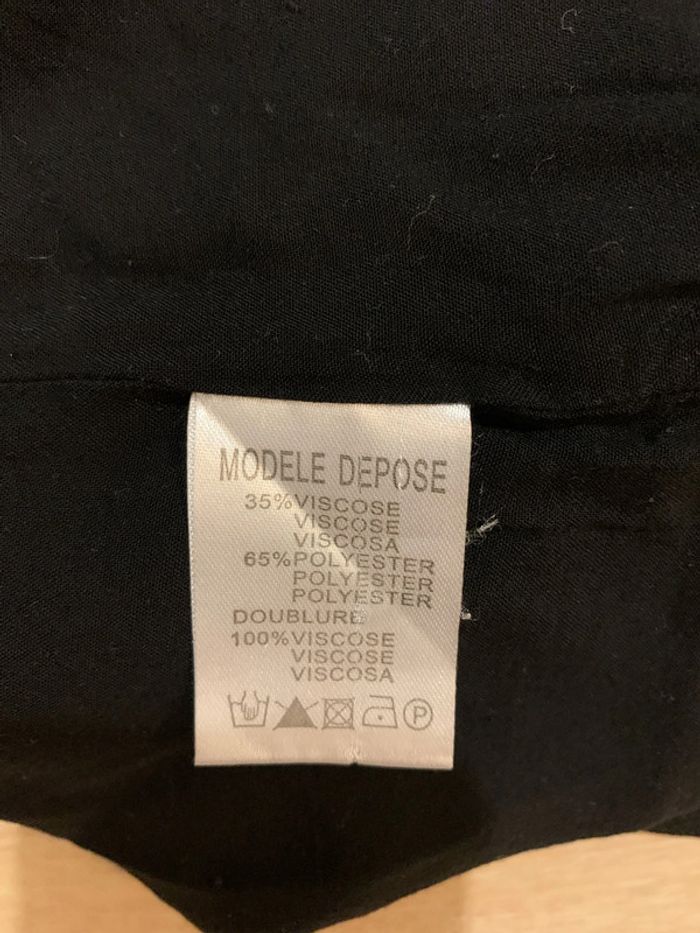 MODELE DEPOSE
35%VISCOSE
VISCOSE
VISCOSA
65%POLYESTER
POLYESTER
POLYESTER
DOUBLURE
100%VISCOSE
VISCOSE
VISCOSA
P